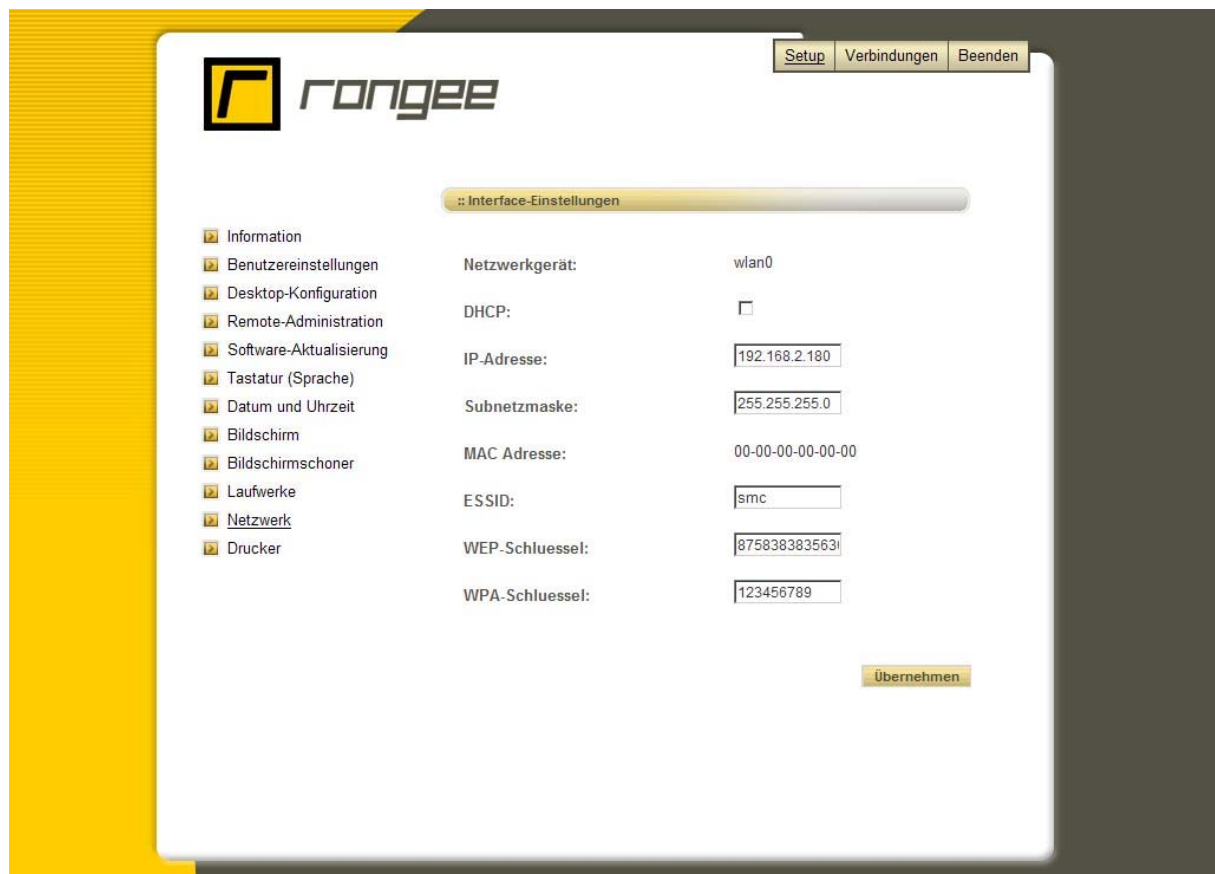 rangee
Setup Verbindungen Beenden
:: Interface-Einstellungen
Information
Benutzereinstellungen
Desktop-Konfiguration
Remote-Administration
Software-Aktualisierung
Tastatur (Sprache)
Datum und Uhrzeit
Bildschirm
Bildschirmschoner
Laufwerke
Netzwerk
Drucker
Netzwerkgerät: wlan0
DHCP:
IP-Adresse: 192.168.2.180
Subnetzmaske: 255.255.255.0
MAC Adresse: 00-00-00-00-00-00
ESSID: smc
WEP-Schluessel: 875838383563
WPA-Schluessel: 123456789
Übernehmen